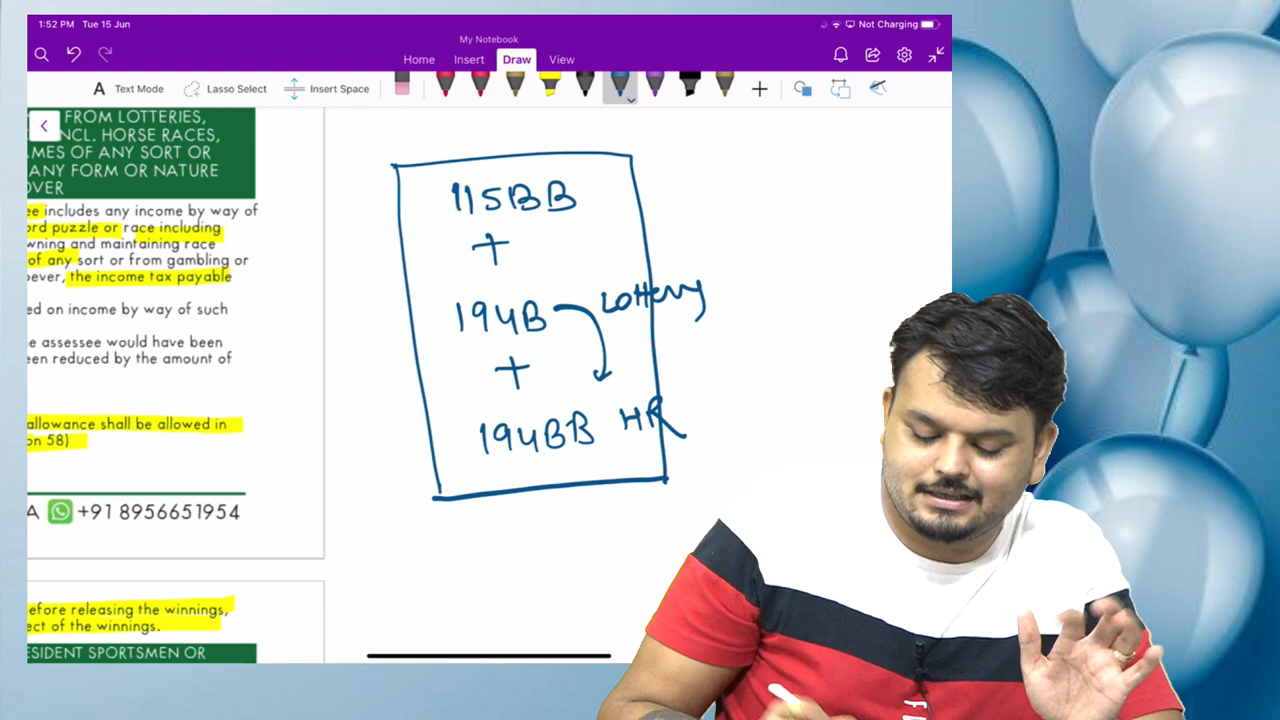 1:52 PM Tue 15 Jun
Not Charging
My Notebook
Home Insert Draw View
A Text Mode Lasso Select Insert Space
FROM LOTTERIES,
INCL. HORSE RACES,
AMES OF ANY SORT OR
ANY FORM OR NATURE
OVER
ee includes any income by way of
ord puzzle or race including
wning and maintaining race
of any sort or from gambling or
oever, the income tax payable
ed on income by way of such
e assessee would have been
een reduced by the amount of
allowance shall be allowed in
on 58)
A +91 8956651954
efore releasing the winnings,
ect of the winnings.
ESIDENT SPORTSMEN OR
115BB
+
194B Lottery
+
194BB HR